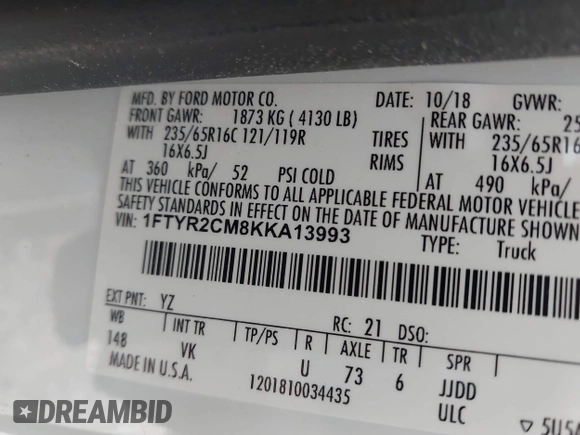 MFD. BY FORD MOTOR CO.
DATE: 10/18
GVWR:
FRONT GAWR: 1873 KG ( 4130 LB)
REAR GAWR: 25
WITH 235/65R16C 121/119R TIRES
WITH 235/65R16
16X6.5J RIMS
16X6.5J
AT 360 kPa/ 52 PSI COLD
AT 490 kPa/
THIS VEHICLE CONFORMS TO ALL APPLICABLE FEDERAL MOTOR VEHICLE
SAFETY STANDARDS IN EFFECT ON THE DATE OF MANUFACTURE SHOWN
VIN: 1FTYR2CM8KKA13993
TYPE: Truck
EXT PNT: YZ
RC: 21 DSO:
WB INT TR TP/PS R AXLE TR SPR
148 VK U 73 6 JJDD
MADE IN U.S.A. 1201810034435 ULC
▽ 5U5A
DREAMBID